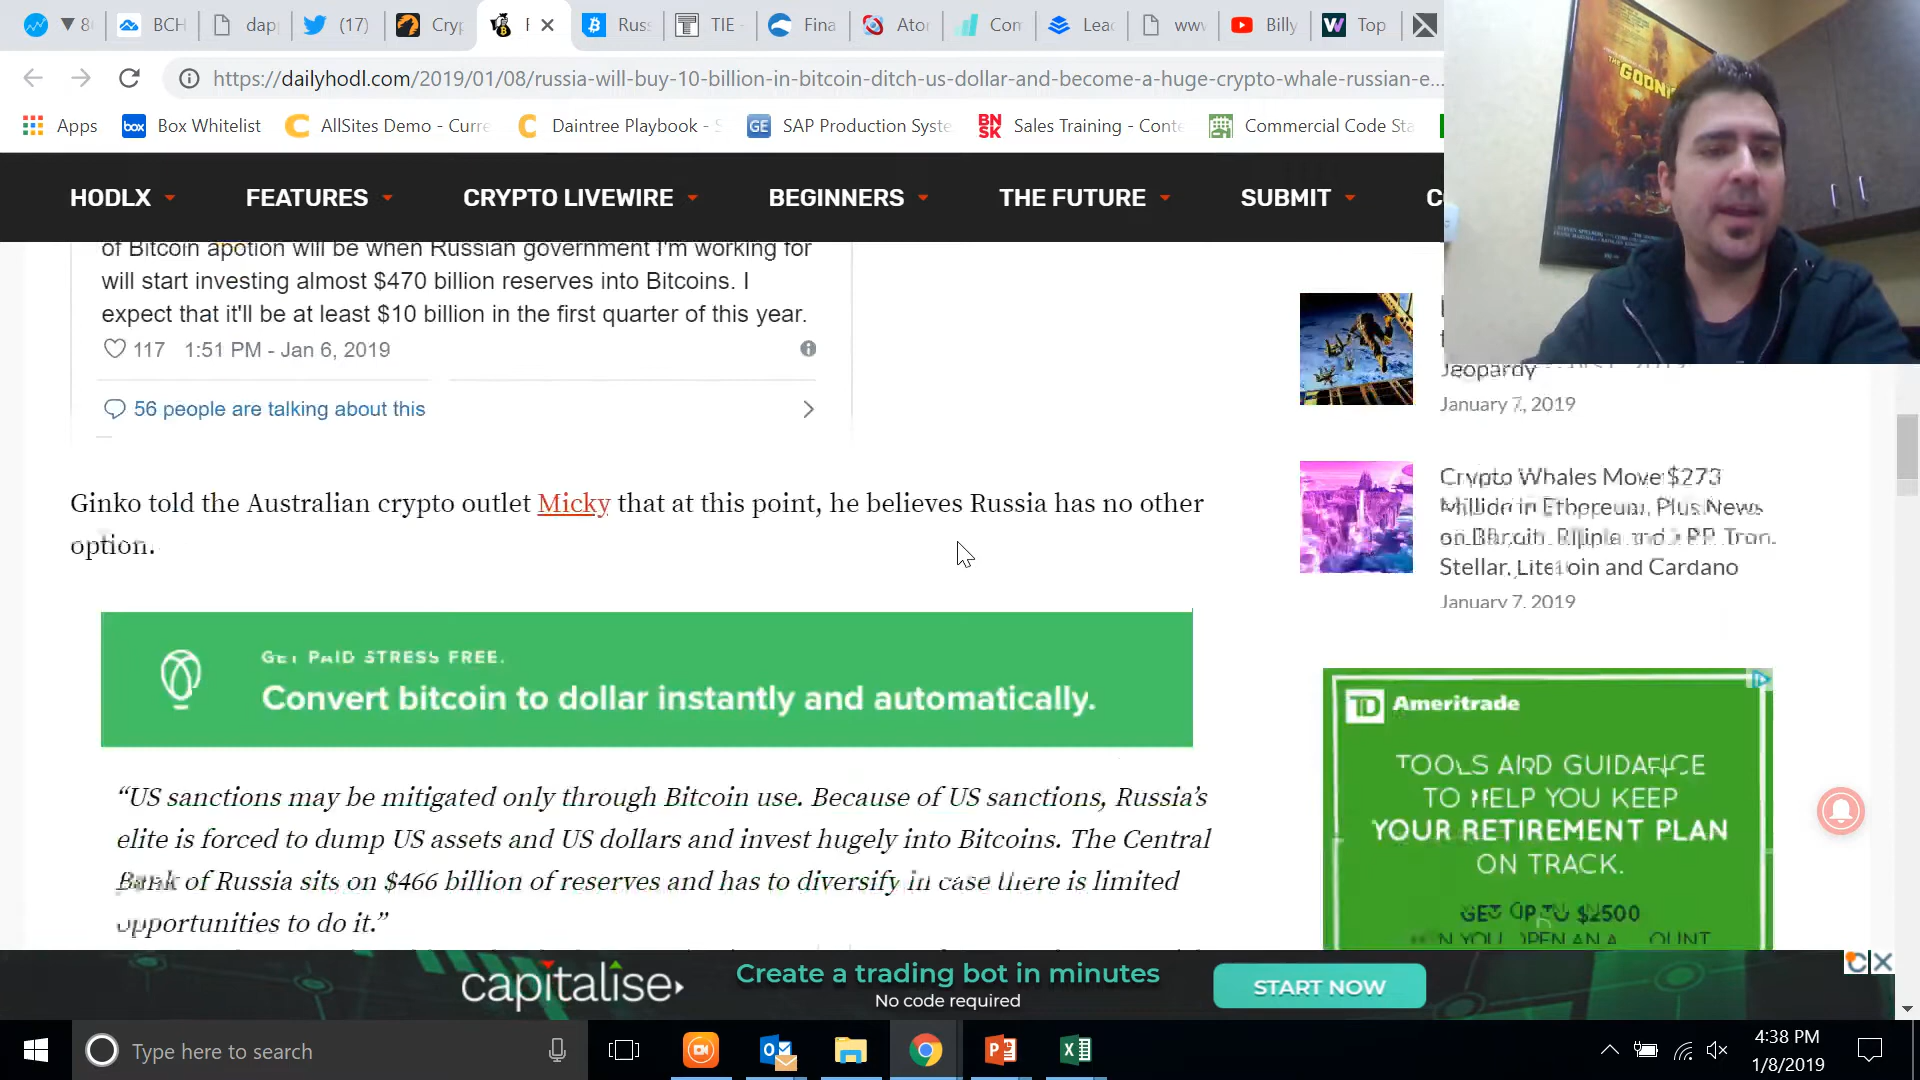 8
BCH
dap
(17)
Cryp
F
Russ
TIE -
Fina
Ator
Con
Leac
www
Billy
Top
THE GOON
https://dailyhodl.com/2019/01/08/russia-will-buy-10-billion-in-bitcoin-ditch-us-dollar-and-become-a-huge-crypto-whale-russian-e...
Apps
box Box Whitelist
AllSites Demo - Curre
Daintree Playbook - S
GE SAP Production Syste
BN SK Sales Training - Conte
Commercial Code Sta
HODLX
FEATURES
CRYPTO LIVEWIRE
BEGINNERS
THE FUTURE
SUBMIT
C
of Bitcoin apotion will be when Russian government I'm working for
will start investing almost $470 billion reserves into Bitcoins. I
expect that it'll be at least $10 billion in the first quarter of this year.
117 1:51 PM - Jan 6, 2019
56 people are talking about this
Jeopardy
January 7, 2019
Crypto Whales Move $273
Million in Ethereum, Plus News
on Bitcoin, Ripple and XRP, Tron,
Stellar, Litecoin and Cardano
January 7, 2019
Ginko told the Australian crypto outlet Micky that at this point, he believes Russia has no other
option.
GET PAID STRESS FREE.
Convert bitcoin to dollar instantly and automatically.
“US sanctions may be mitigated only through Bitcoin use. Because of US sanctions, Russia’s
elite is forced to dump US assets and US dollars and invest hugely into Bitcoins. The Central
Bank of Russia sits on $466 billion of reserves and has to diversify in case there is limited
opportunities to do it.”
TD Ameritrade
TOOLS AND GUIDANCE
TO HELP YOU KEEP
YOUR RETIREMENT PLAN
ON TRACK.
GET UP TO $2500
WHEN YOU OPEN AN ACCOUNT
capitalise
Create a trading bot in minutes
No code required
START NOW
Type here to search
4:38 PM
1/8/2019